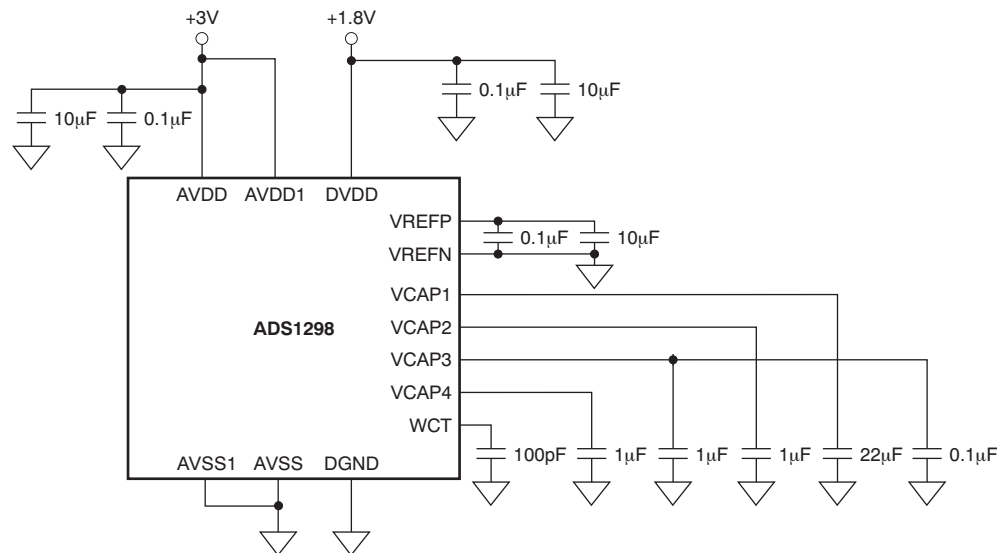 +3V
+1.8V
0.1μF
10μF
10μF
0.1μF
AVDD
AVDD1
DVDD
VREFP
0.1μF
10μF
VREFN
VCAP1
ADS1298
VCAP2
VCAP3
VCAP4
WCT
100pF
1μF
1μF
1μF
22μF
0.1μF
AVSS1
AVSS
DGND